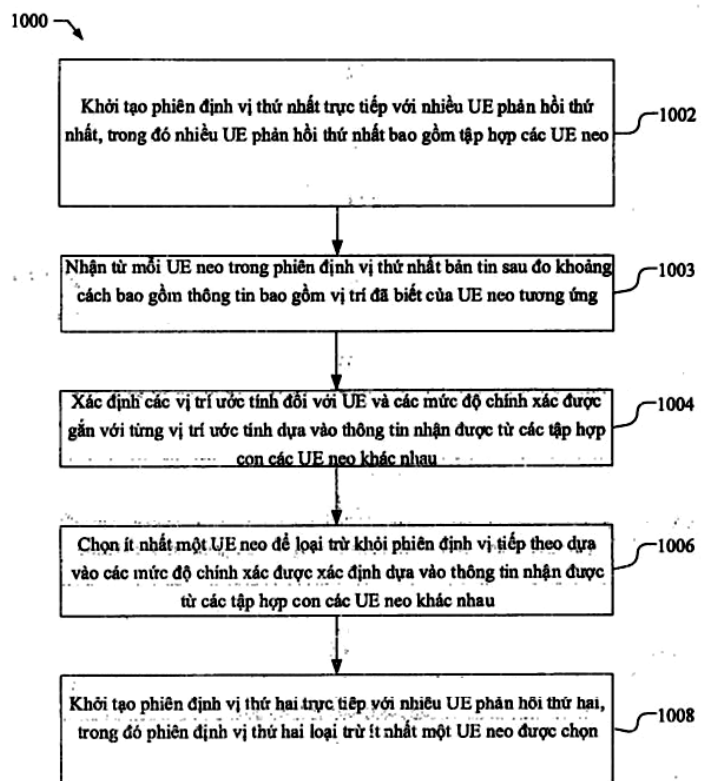 1000
Khởi tạo phiên định vị thứ nhất trực tiếp với nhiều UE phản hồi thứ
nhất, trong đó nhiều UE phản hồi thứ nhất bao gồm tập hợp các UE neo
1002
Nhận từ mỗi UE neo trong phiên định vị thứ nhất bản tin sau đo khoảng
cách bao gồm thông tin bao gồm vị trí đã biết của UE neo tương ứng
1003
Xác định các vị trí ước tính đối với UE và các mức độ chính xác được
gắn với từng vị trí ước tính dựa vào thông tin nhận được từ các tập hợp
con các UE neo khác nhau
1004
Chọn ít nhất một UE neo để loại trừ khỏi phiên định vị tiếp theo dựa
vào các mức độ chính xác được xác định dựa vào thông tin nhận được
từ các tập hợp con các UE neo khác nhau
1006
Khởi tạo phiên định vị thứ hai trực tiếp với nhiều UE phản hồi thứ hai,
trong đó phiên định vị thứ hai loại trừ ít nhất một UE neo được chọn
1008